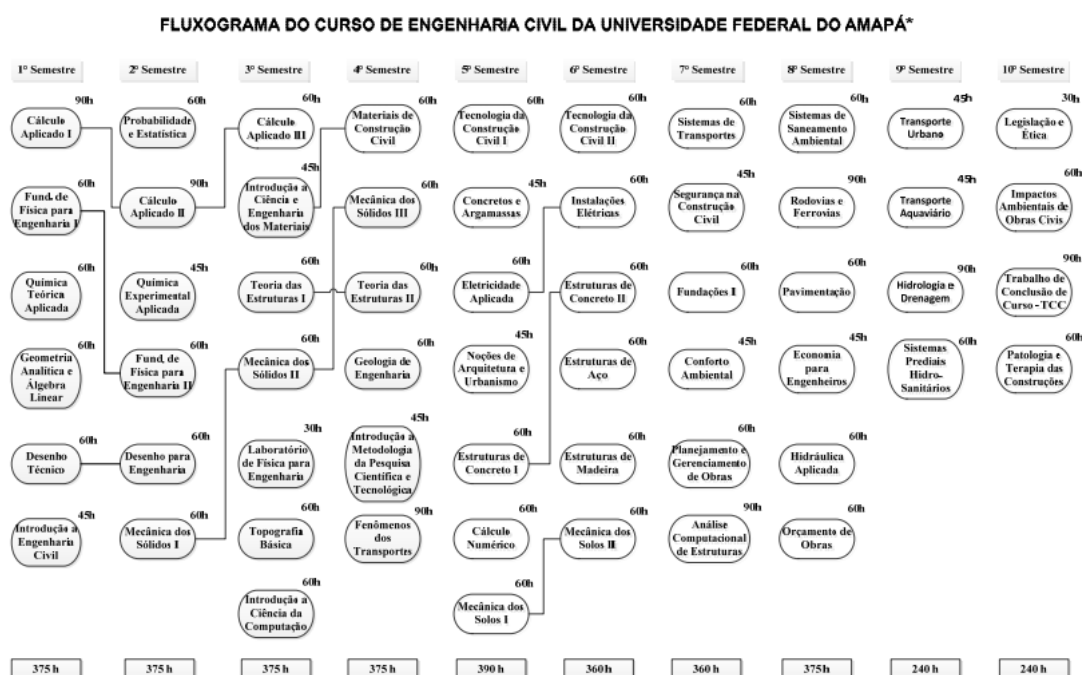 FLUXOGRAMA DO CURSO DE ENGENHARIA CIVIL DA UNIVERSIDADE FEDERAL DO AMAPÁ*
1º Semestre
90h
Cálculo
Aplicado I
60h
Fund. de
Física para
Engenharia I
60h
Química
Teórica
Aplicada
60h
Geometria
Analítica e
Álgebra
Linear
60h
Desenho
Técnico
45h
Introdução a
Engenharia
Civil
375 h
2º Semestre
60h
Probabilidade
e Estatística
90h
Cálculo
Aplicado II
45h
Química
Experimental
Aplicada
60h
Fund. de
Física para
Engenharia II
60h
Desenho para
Engenharia
60h
Mecânica dos
Sólidos I
375 h
3º Semestre
60h
Cálculo
Aplicado III
45h
Introdução a
Ciência e
Engenharia
dos Materiais
60h
Teoria das
Estruturas I
60h
Mecânica dos
Sólidos II
30h
Laboratório
de Física para
Engenharia
60h
Topografia
Básica
60h
Introdução a
Ciência da
Computação
375 h
4º Semestre
60h
Materiais de
Construção
Civil
60h
Mecânica dos
Sólidos III
60h
Teoria das
Estruturas II
60h
Geologia de
Engenharia
45h
Introdução a
Metodologia
da Pesquisa
Científica e
Tecnológica
90h
Fenômenos
dos
Transportes
375 h
5º Semestre
60h
Tecnologia da
Construção
Civil I
45h
Concretos e
Argamassas
60h
Eletricidade
Aplicada
45h
Noções de
Arquitetura e
Urbanismo
60h
Estruturas de
Concreto I
60h
Cálculo
Numérico
60h
Mecânica dos
Solos I
390 h
6º Semestre
60h
Tecnologia da
Construção
Civil II
60h
Instalações
Elétricas
60h
Estruturas de
Concreto II
60h
Estruturas de
Aço
60h
Estruturas de
Madeira
60h
Mecânica dos
Solos II
360 h
7º Semestre
60h
Sistemas de
Transportes
45h
Segurança na
Construção
Civil
60h
Fundações I
45h
Conforto
Ambiental
60h
Planejamento e
Gerenciamento
de Obras
90h
Análise
Computacional
de Estruturas
360 h
8º Semestre
60h
Sistemas de
Saneamento
Ambiental
90h
Rodovias e
Ferrovias
60h
Pavimentação
45h
Economia
para
Engenheiros
60h
Hidráulica
Aplicada
60h
Orçamento de
Obras
375h
9º Semestre
45h
Transporte
Urbano
45h
Transporte
Aquaviário
90h
Hidrologia e
Drenagem
60h
Sistemas
Prediais
Hidro-
Sanitários
240 h
10º Semestre
30h
Legislação e
Ética
60h
Impactos
Ambientais de
Obras Civis
90h
Trabalho de
Conclusão de
Curso - TCC
60h
Patologia e
Terapia das
Construções
240 h